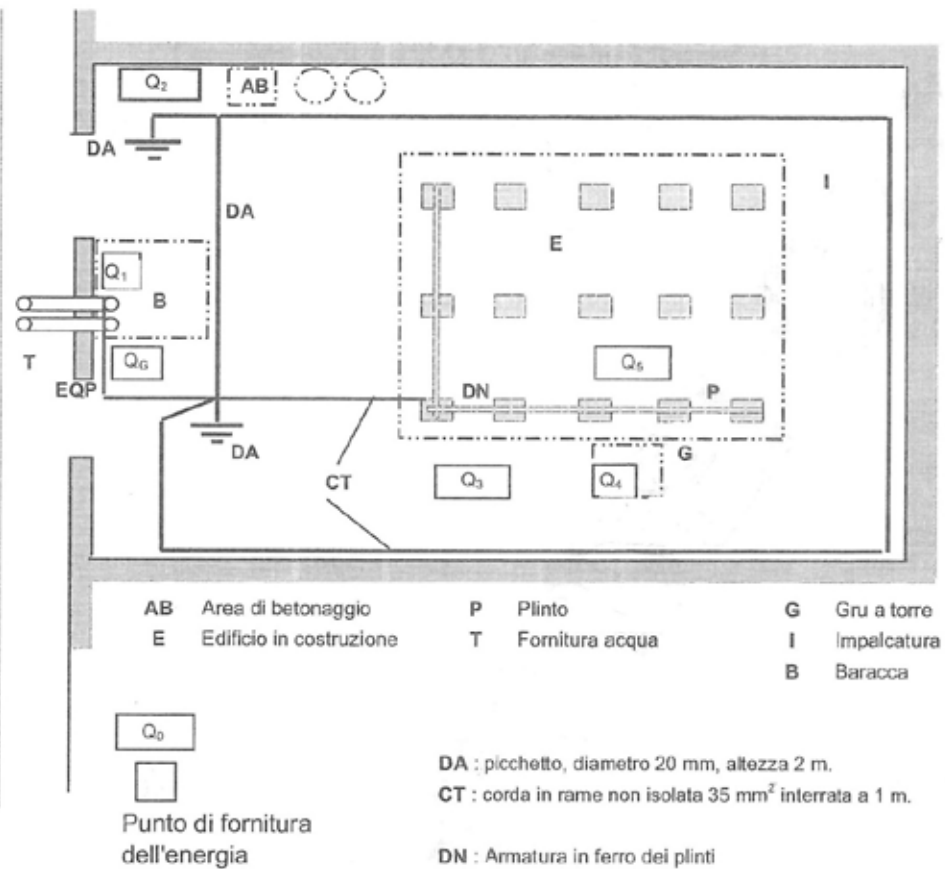 Q2
AB
DA
DA
E
I
Q1
B
T
QG
EQP
Q5
DN
P
DA
G
CT
Q3
Q4
AB Area di betonaggio P Plinto G Gru a torre
E Edificio in costruzione T Fornitura acqua I Impalcatura
B Baracca
Q0
Punto di fornitura
dell'energia
DA : picchetto, diametro 20 mm, altezza 2 m.
CT : corda in rame non isolata 35 mm² interrata a 1 m.
DN : Armatura in ferro dei plinti